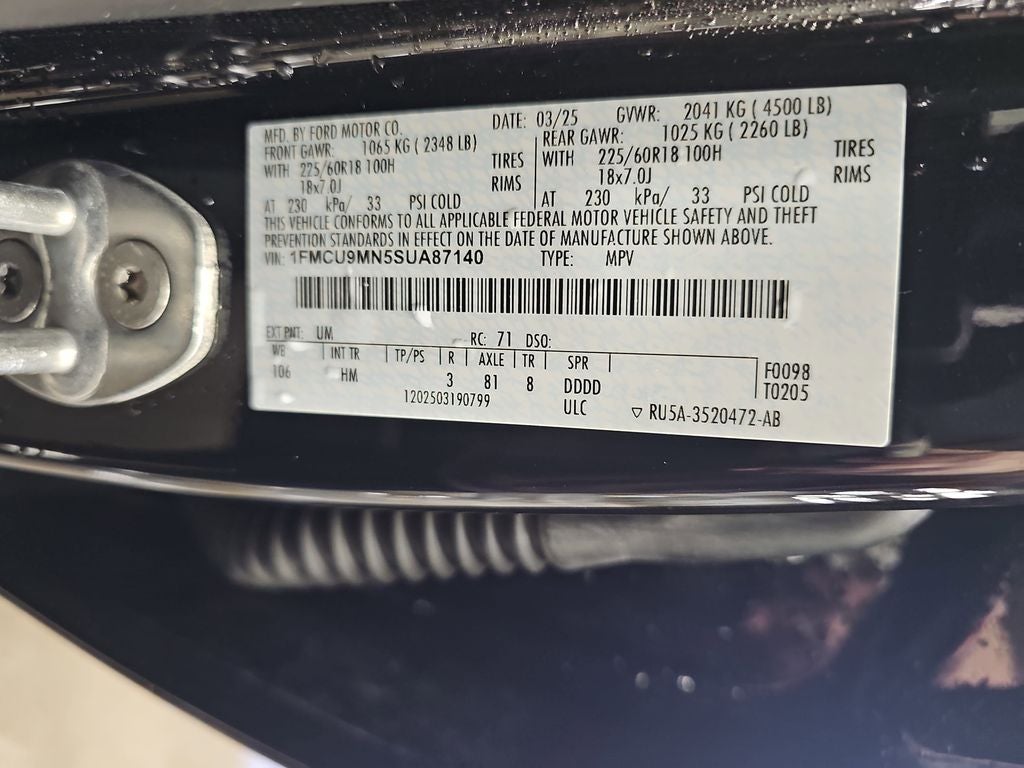 MFD. BY FORD MOTOR CO. DATE: 03/25 GVWR: 2041 KG ( 4500 LB)
FRONT GAWR: 1065 KG ( 2348 LB) REAR GAWR: 1025 KG ( 2260 LB)
WITH 225/60R18 100H TIRES WITH 225/60R18 100H TIRES
18x7.0J RIMS 18x7.0J RIMS
AT 230 kPa/ 33 PSI COLD AT 230 kPa/ 33 PSI COLD
THIS VEHICLE CONFORMS TO ALL APPLICABLE FEDERAL MOTOR VEHICLE SAFETY AND THEFT
PREVENTION STANDARDS IN EFFECT ON THE DATE OF MANUFACTURE SHOWN ABOVE.
VIN: 1FMCU9MN5SUA87140 TYPE: MPV
EXT PNT: UM RC: 71 DSO:
WB INT TR TP/PS R AXLE TR SPR F0098
106 HM 3 81 8 DDDD T0205
1202503190799 ULC ▽ RU5A-3520472-AB